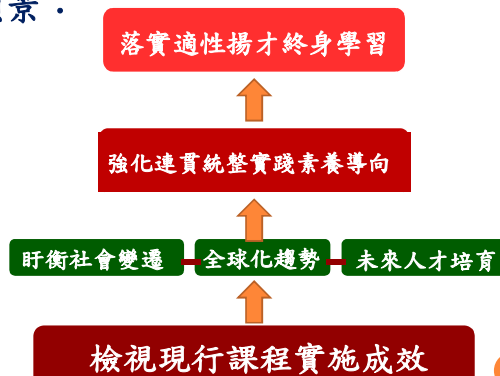 景．
落實適性揚才終身學習
強化連貫統整實踐素養導向
盱衡社會變遷 全球化趨勢 未來人才培育
檢視現行課程實施成效